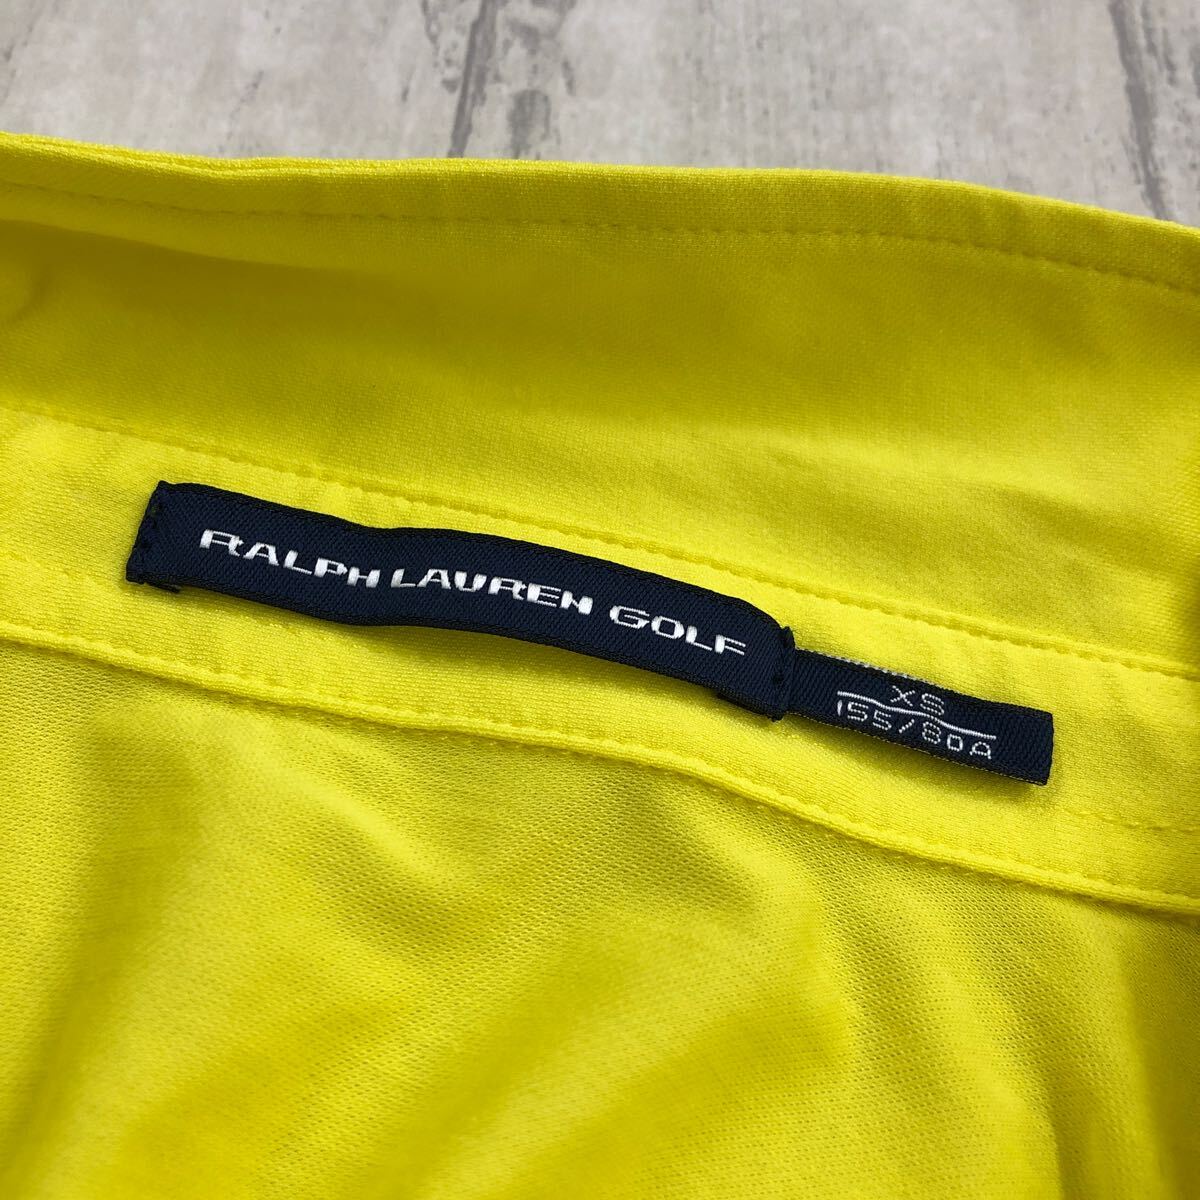 RALPH LAUREN GOLF
XS
155/80A